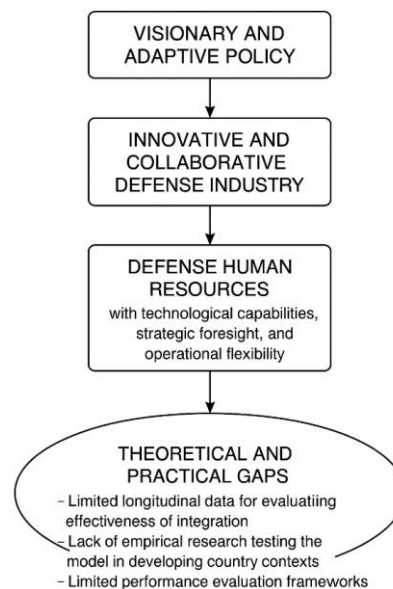 VISIONARY AND
ADAPTIVE POLICY
INNOVATIVE AND
COLLABORATIVE
DEFENSE INDUSTRY
DEFENSE HUMAN
RESOURCES
with technological capabilities,
strategic foresight, and
operational flexibility
THEORETICAL AND
PRACTICAL GAPS
– Limited longitudinal data for evaluatiing
effectiveness of integration
– Lack of empirical research testing the
model in developing country contexts
– Limited performance evaluation frameworks